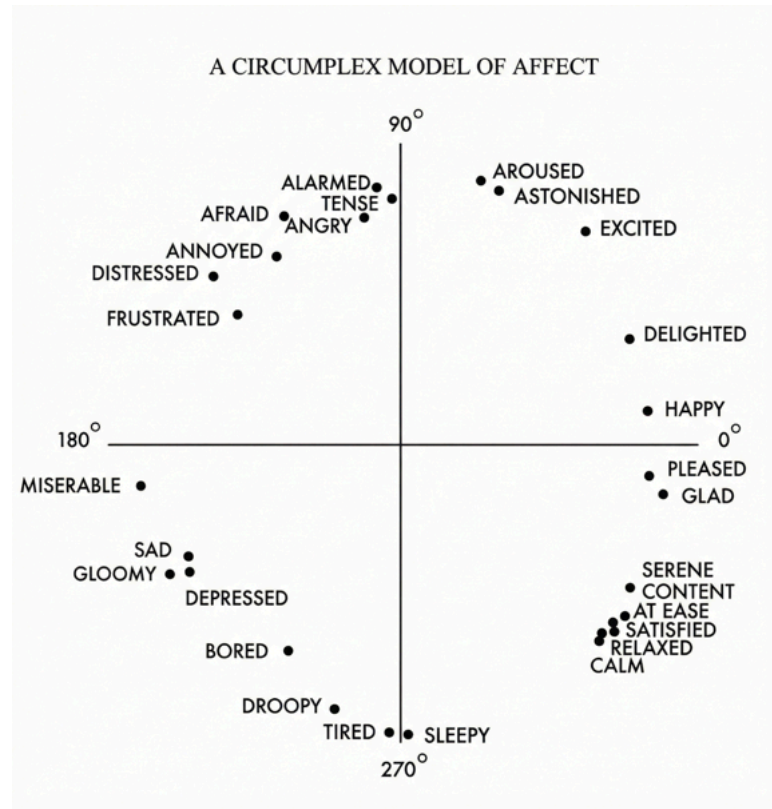 A CIRCUMPLEX MODEL OF AFFECT
90°
ALARMED
AROUSED
TENSE
ASTONISHED
AFRAID
ANGRY
EXCITED
ANNOYED
DISTRESSED
FRUSTRATED
DELIGHTED
HAPPY
180°
0°
PLEASED
MISERABLE
GLAD
SAD
SERENE
GLOOMY
CONTENT
DEPRESSED
AT EASE
SATISFIED
BORED
RELAXED
CALM
DROOPY
TIRED
SLEEPY
270°